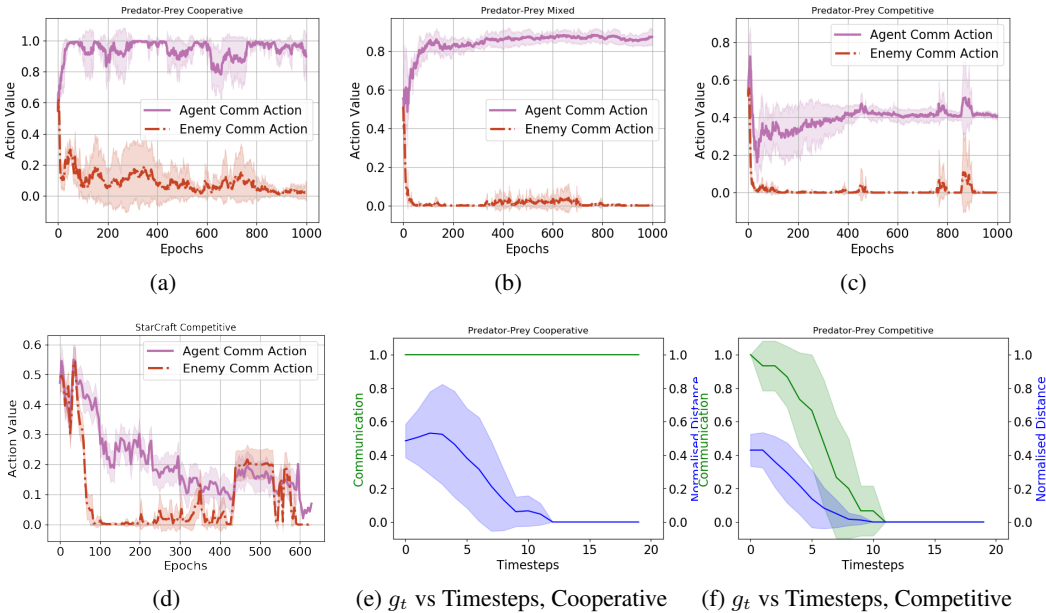 Predator-Prey Cooperative
Action Value
1.0
0.8
0.6
0.4
0.2
0.0
Agent Comm Action
Enemy Comm Action
0 200 400 600 800 1000
Epochs
(a)
Predator-Prey Mixed
Action Value
0.8
0.6
0.4
0.2
0.0
Agent Comm Action
Enemy Comm Action
0 200 400 600 800 1000
Epochs
(b)
Predator-Prey Competitive
Action Value
0.8
0.6
0.4
0.2
0.0
Agent Comm Action
Enemy Comm Action
0 200 400 600 800 1000
Epochs
(c)
StarCraft Competitive
Action Value
0.6
0.5
0.4
0.3
0.2
0.1
0.0
Agent Comm Action
Enemy Comm Action
0 100 200 300 400 500 600
Epochs
(d)
Predator-Prey Cooperative
Communication
1.0
0.8
0.6
0.4
0.2
0.0
1.0
0.8
0.6
0.4
0.2
0.0
Normalised Distance
0 5 10 15 20
Timesteps
(e) gₜ vs Timesteps, Cooperative
Predator-Prey Competitive
Communication
1.0
0.8
0.6
0.4
0.2
0.0
1.0
0.8
0.6
0.4
0.2
0.0
Normalised Distance
0 5 10 15 20
Timesteps
(f) gₜ vs Timesteps, Competitive